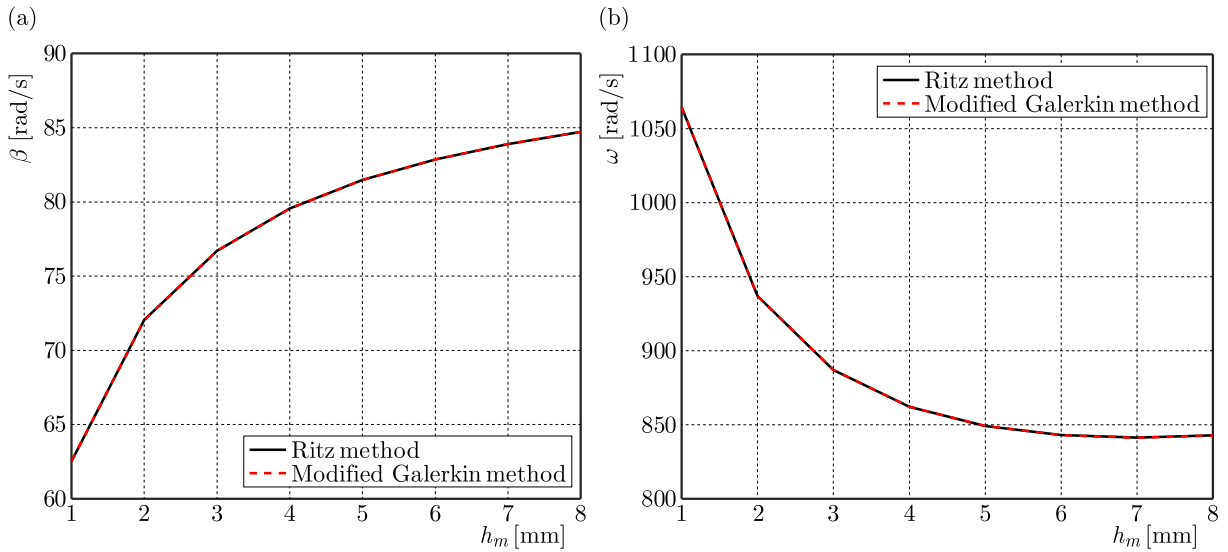 (a)
90
85
80
75
70
65
60
β [rad/s]
Ritz method
Modified Galerkin method
1 2 3 4 5 6 7 8
h_m [mm]
(b)
1100
1050
1000
950
900
850
800
ω [rad/s]
Ritz method
Modified Galerkin method
1 2 3 4 5 6 7 8
h_m [mm]